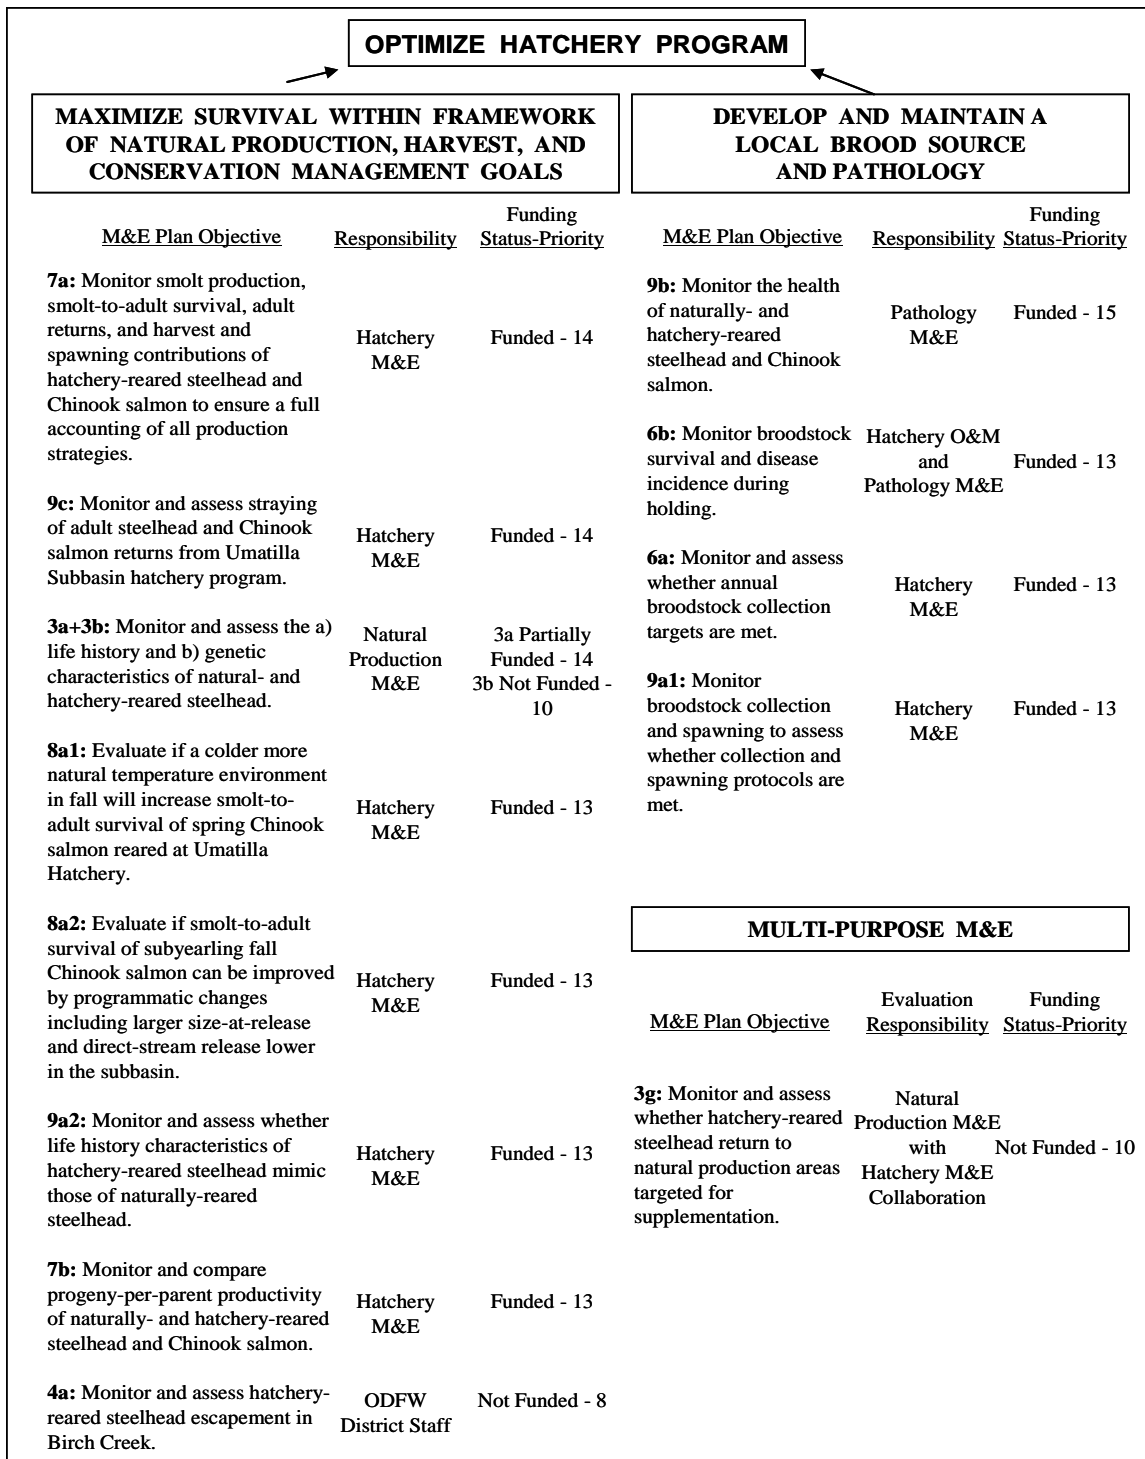 OPTIMIZE HATCHERY PROGRAM
MAXIMIZE SURVIVAL WITHIN FRAMEWORK
OF NATURAL PRODUCTION, HARVEST, AND
CONSERVATION MANAGEMENT GOALS
M&E Plan Objective
Responsibility
Funding
Status-Priority
7a: Monitor smolt production,
smolt-to-adult survival, adult
returns, and harvest and
spawning contributions of
hatchery-reared steelhead and
Chinook salmon to ensure a full
accounting of all production
strategies.
Hatchery
M&E
Funded - 14
9c: Monitor and assess straying
of adult steelhead and Chinook
salmon returns from Umatilla
Subbasin hatchery program.
Hatchery
M&E
Funded - 14
3a+3b: Monitor and assess the a)
life history and b) genetic
characteristics of natural- and
hatchery-reared steelhead.
Natural
Production
M&E
3a Partially
Funded - 14
3b Not Funded -
10
8a1: Evaluate if a colder more
natural temperature environment
in fall will increase smolt-to-
adult survival of spring Chinook
salmon reared at Umatilla
Hatchery.
Hatchery
M&E
Funded - 13
8a2: Evaluate if smolt-to-adult
survival of subyearling fall
Chinook salmon can be improved
by programmatic changes
including larger size-at-release
and direct-stream release lower
in the subbasin.
Hatchery
M&E
Funded - 13
9a2: Monitor and assess whether
life history characteristics of
hatchery-reared steelhead mimic
those of naturally-reared
steelhead.
Hatchery
M&E
Funded - 13
7b: Monitor and compare
progeny-per-parent productivity
of naturally- and hatchery-reared
steelhead and Chinook salmon.
Hatchery
M&E
Funded - 13
4a: Monitor and assess hatchery-
reared steelhead escapement in
Birch Creek.
ODFW
District Staff
Not Funded - 8
DEVELOP AND MAINTAIN A
LOCAL BROOD SOURCE
AND PATHOLOGY
M&E Plan Objective
Responsibility
Funding
Status-Priority
9b: Monitor the health
of naturally- and
hatchery-reared
steelhead and Chinook
salmon.
Pathology
M&E
Funded - 15
6b: Monitor broodstock
survival and disease
incidence during
holding.
Hatchery O&M
and
Pathology M&E
Funded - 13
6a: Monitor and assess
whether annual
broodstock collection
targets are met.
Hatchery
M&E
Funded - 13
9a1: Monitor
broodstock collection
and spawning to assess
whether collection and
spawning protocols are
met.
Hatchery
M&E
Funded - 13
MULTI-PURPOSE M&E
M&E Plan Objective
Evaluation
Responsibility
Funding
Status-Priority
3g: Monitor and assess
whether hatchery-reared
steelhead return to
natural production areas
targeted for
supplementation.
Natural
Production M&E
with
Hatchery M&E
Collaboration
Not Funded - 10